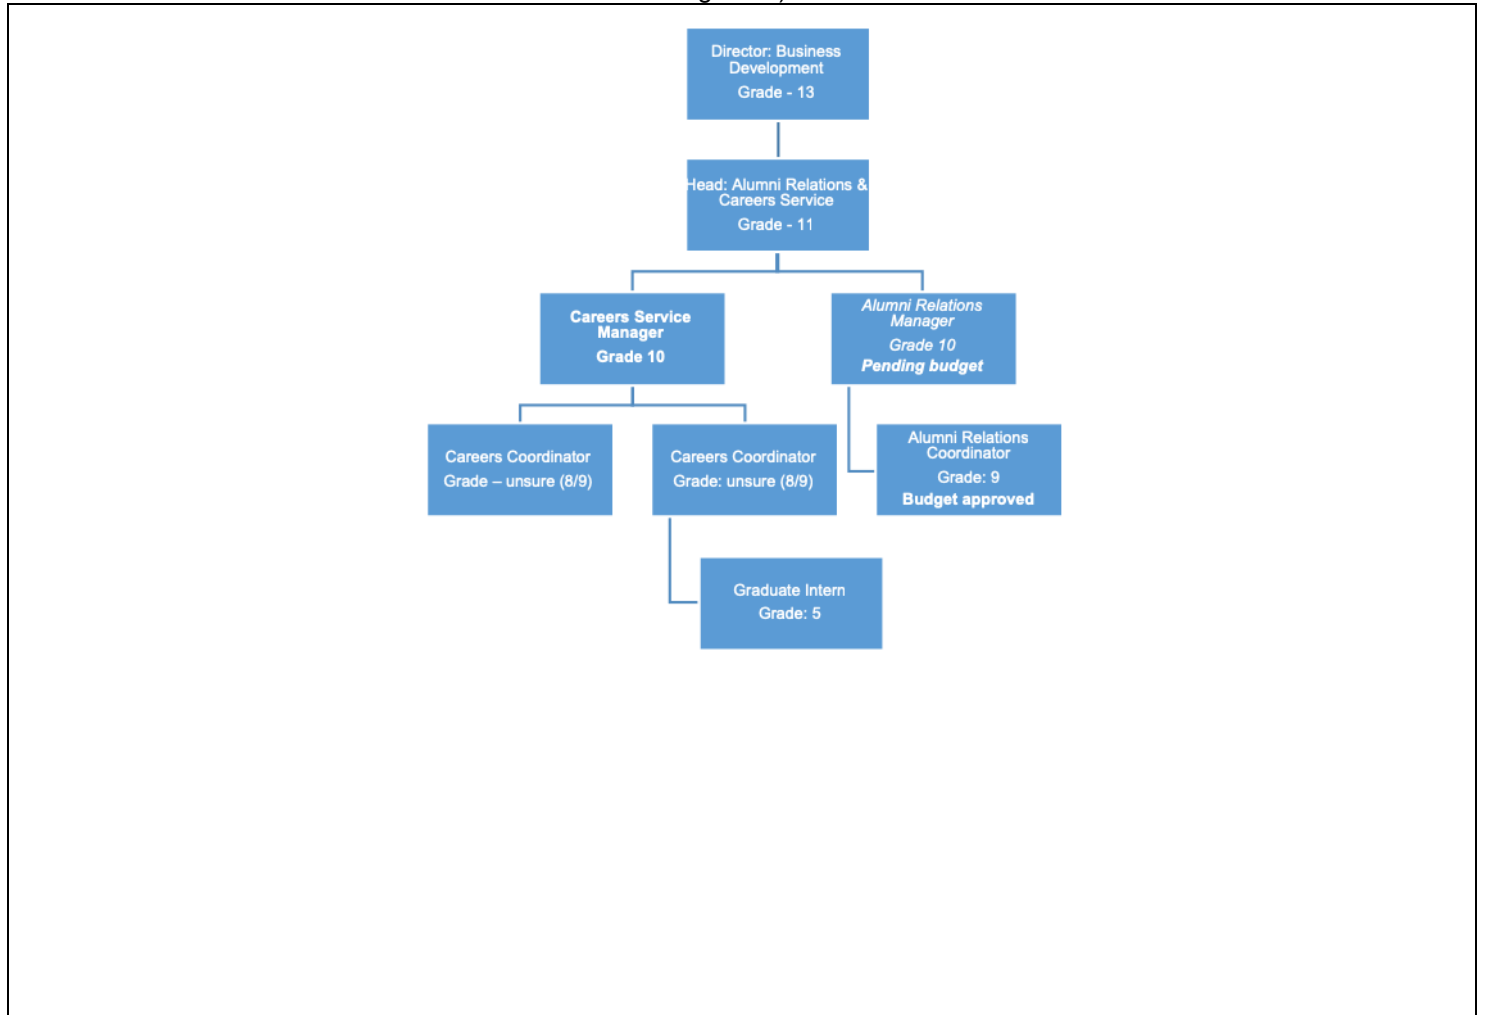 Director: Business
Development
Grade - 13
Head: Alumni Relations &
Careers Service
Grade - 11
Careers Service
Manager
Grade 10
Alumni Relations
Manager
Grade 10
Pending budget
Careers Coordinator
Grade – unsure (8/9)
Careers Coordinator
Grade: unsure (8/9)
Alumni Relations
Coordinator
Grade: 9
Budget approved
Graduate Intern
Grade: 5